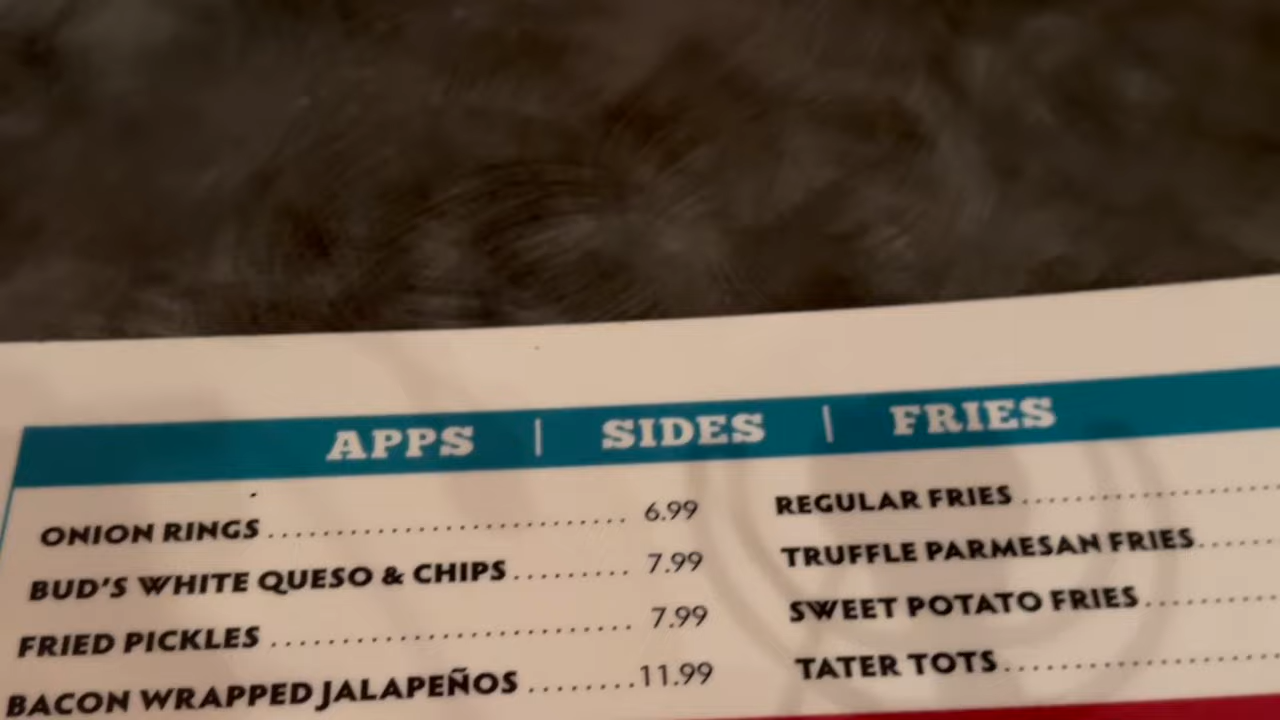 APPS | SIDES | FRIES
ONION RINGS ........................ 6.99
BUD'S WHITE QUESO & CHIPS ......... 7.99
FRIED PICKLES ........................ 7.99
BACON WRAPPED JALAPEÑOS ........11.99
REGULAR FRIES
TRUFFLE PARMESAN FRIES
SWEET POTATO FRIES
TATER TOTS